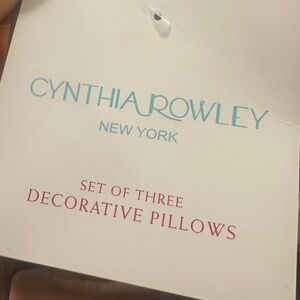 CYNTHIA ROWLEY
NEW YORK
SET OF THREE
DECORATIVE PILLOWS